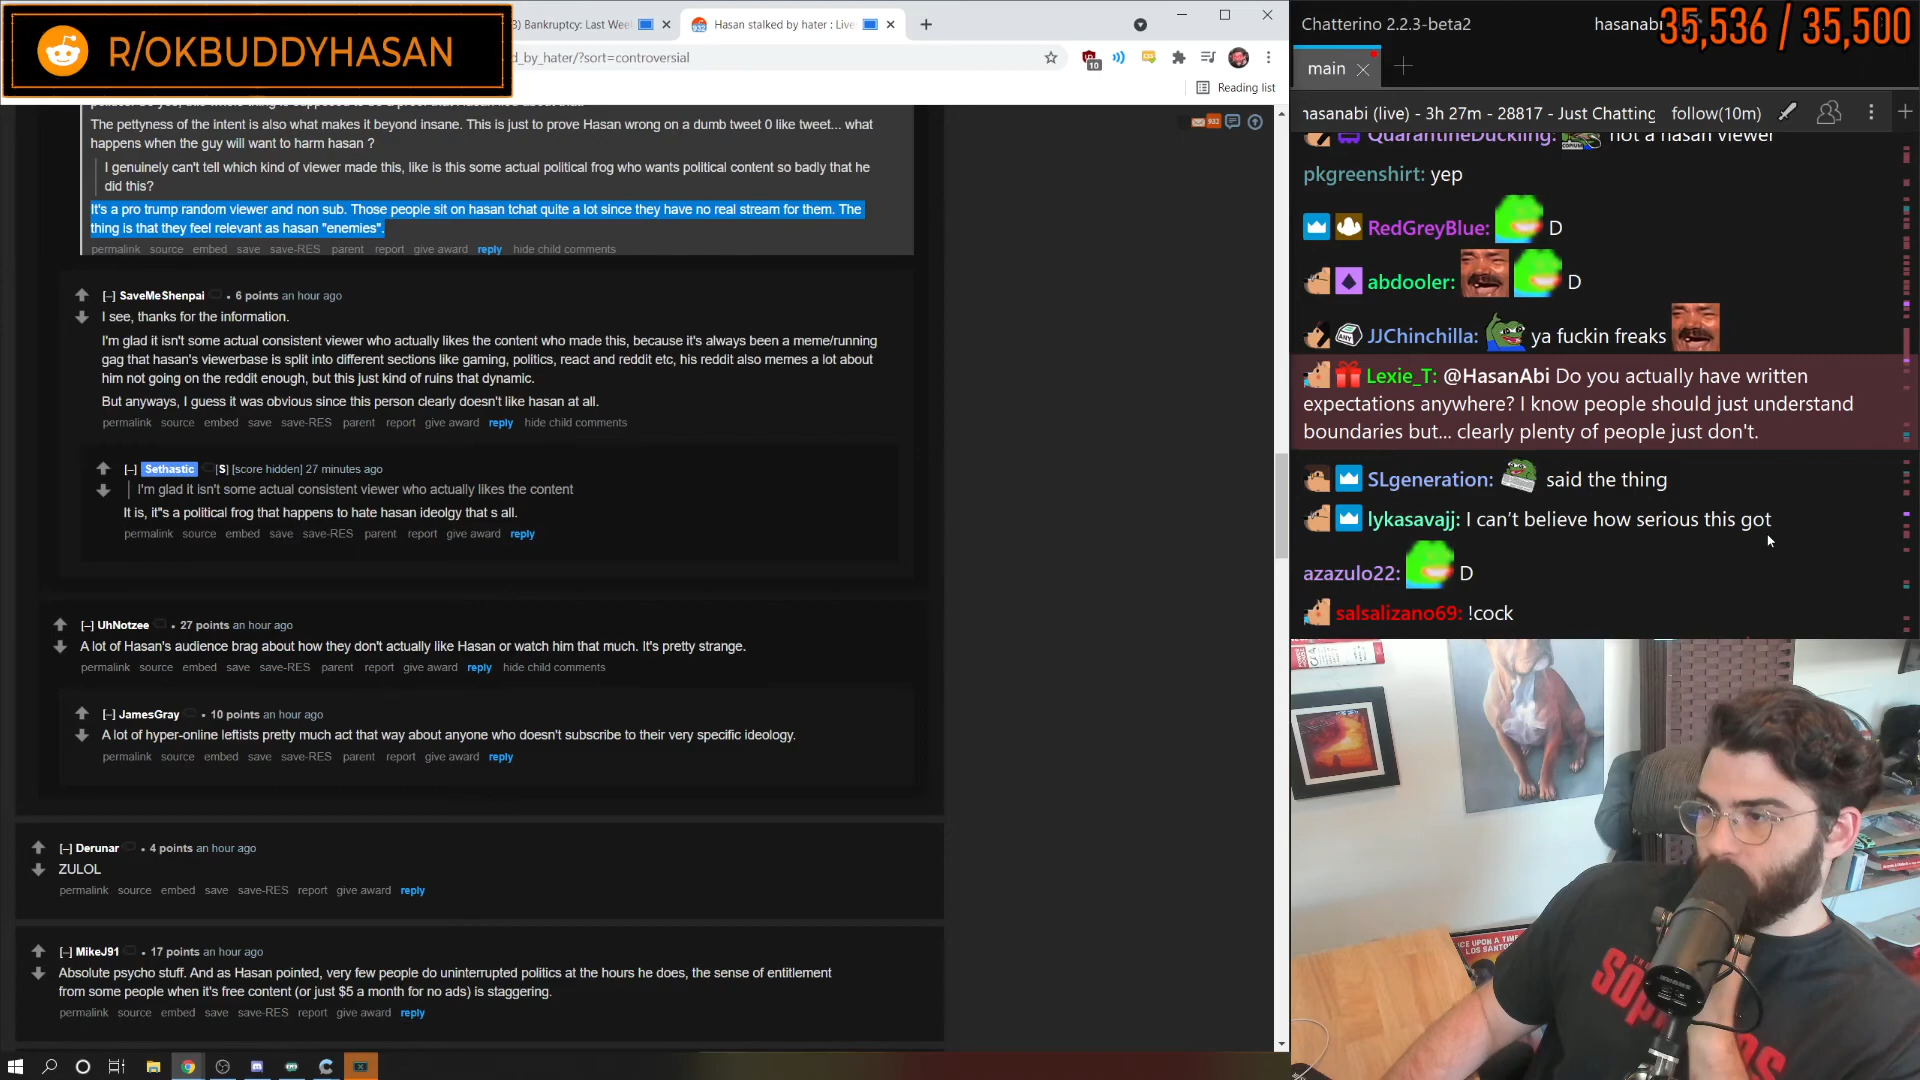 R/OKBUDDYHASAN
) Bankruptcy: Last Wee
Hasan stalked by hater : Live
d_by_hater/?sort=controversial
Reading list
The pettyness of the intent is also what makes it beyond insane. This is just to prove Hasan wrong on a dumb tweet 0 like tweet... what
happens when the guy will want to harm hasan ?
I genuinely can't tell which kind of viewer made this, like is this some actual political frog who wants political content so badly that he
did this?
It's a pro trump random viewer and non sub. Those people sit on hasan tchat quite a lot since they have no real stream for them. The
thing is that they feel relevant as hasan "enemies".
permalink source embed save save-RES parent report give award reply hide child comments
[–] SaveMeShenpai • 6 points an hour ago
I see, thanks for the information.
I'm glad it isn't some actual consistent viewer who actually likes the content who made this, because it's always been a meme/running
gag that hasan's viewerbase is split into different sections like gaming, politics, react and reddit etc, his reddit also memes a lot about
him not going on the reddit enough, but this just kind of ruins that dynamic.
But anyways, I guess it was obvious since this person clearly doesn't like hasan at all.
permalink source embed save save-RES parent report give award reply hide child comments
[–] Sethastic [S] [score hidden] 27 minutes ago
I'm glad it isn't some actual consistent viewer who actually likes the content
It is, it"s a political frog that happens to hate hasan ideolgy that s all.
permalink source embed save save-RES parent report give award reply
[–] UhNotzee • 27 points an hour ago
A lot of Hasan's audience brag about how they don't actually like Hasan or watch him that much. It's pretty strange.
permalink source embed save save-RES parent report give award reply hide child comments
[–] JamesGray • 10 points an hour ago
A lot of hyper-online leftists pretty much act that way about anyone who doesn't subscribe to their very specific ideology.
permalink source embed save save-RES parent report give award reply
[–] Derunar • 4 points an hour ago
ZULOL
permalink source embed save save-RES report give award reply
[–] MikeJ91 • 17 points an hour ago
Absolute psycho stuff. And as Hasan pointed, very few people do uninterrupted politics at the hours he does, the sense of entitlement
from some people when it's free content (or just $5 a month for no ads) is staggering.
permalink source embed save save-RES report give award reply
Chatterino 2.2.3-beta2
hasanabi
35,536 / 35,500
main
hasanabi (live) - 3h 27m - 28817 - Just Chatting
follow(10m)
QuarantineDuckling: not a hasan viewer
pkgreenshirt: yep
RedGreyBlue: D
abdooler: D
JJChinchilla: ya fuckin freaks
Lexie_T: @HasanAbi Do you actually have written
expectations anywhere? I know people should just understand
boundaries but... clearly plenty of people just don't.
SLgeneration: said the thing
lykasavajj: I can't believe how serious this got
azazulo22: D
salsalizano69: !cock